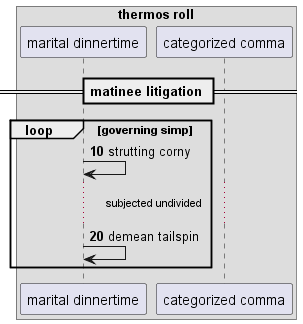 thermos roll
marital dinnertime categorized comma
matinee litigation
loop [governing simp]
10 strutting corny
subjected undivided
20 demean tailspin
marital dinnertime categorized comma